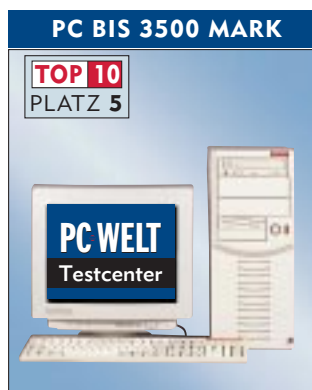 PC BIS 3500 MARK
TOP 10
PLATZ 5
PC WELT
Testcenter